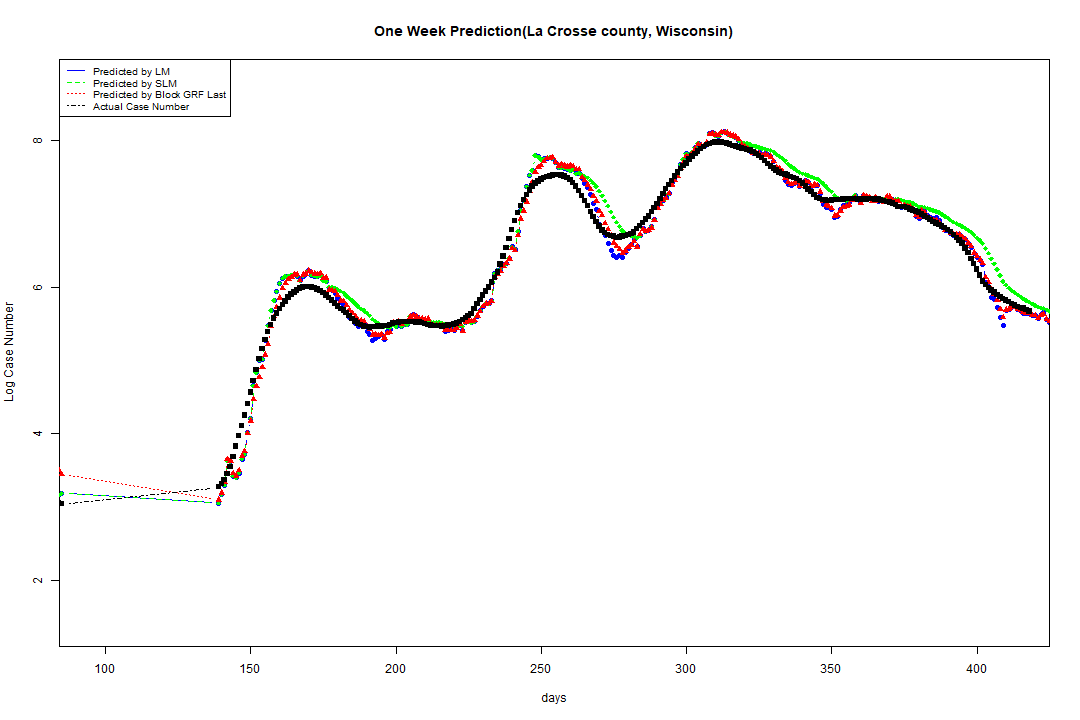 One Week Prediction(La Crosse county, Wisconsin)
Predicted by LM
Predicted by SLM
Predicted by Block GRF Last
Actual Case Number
Log Case Number
8
6
4
2
100 150 200 250 300 350 400
days